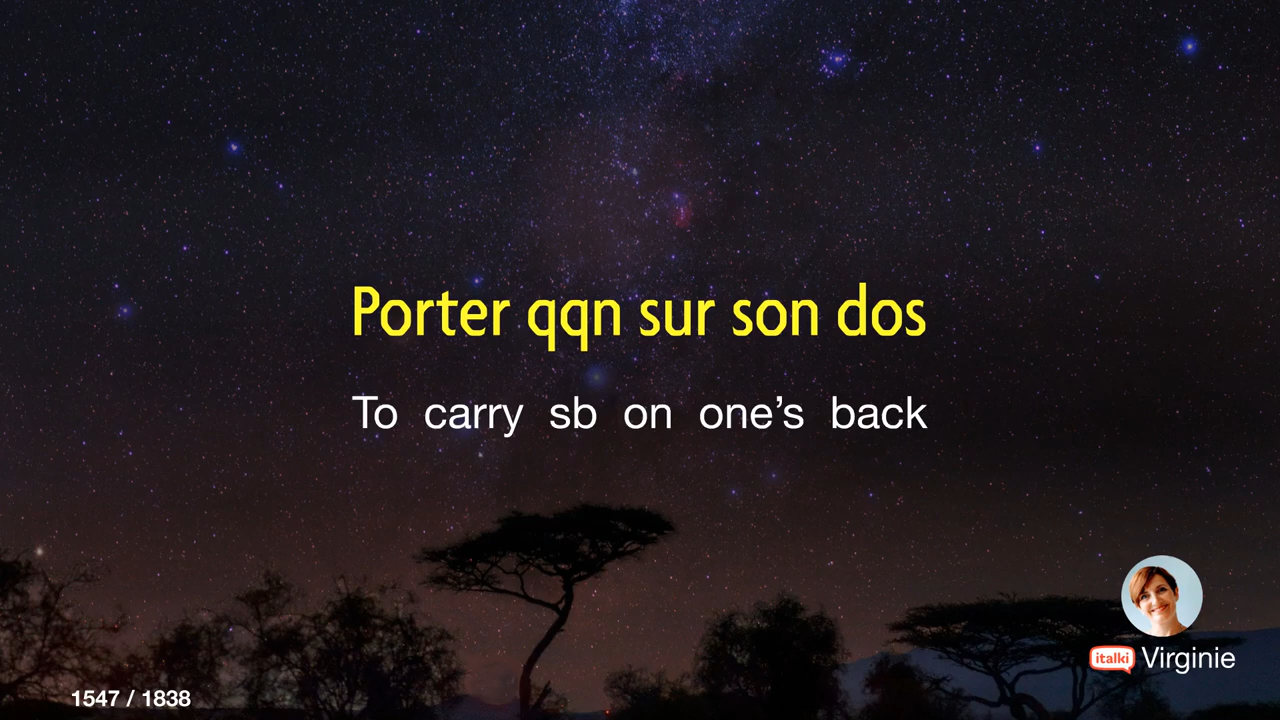 Porter qqn sur son dos
To carry sb on one’s back
italki Virginie
1547 / 1838